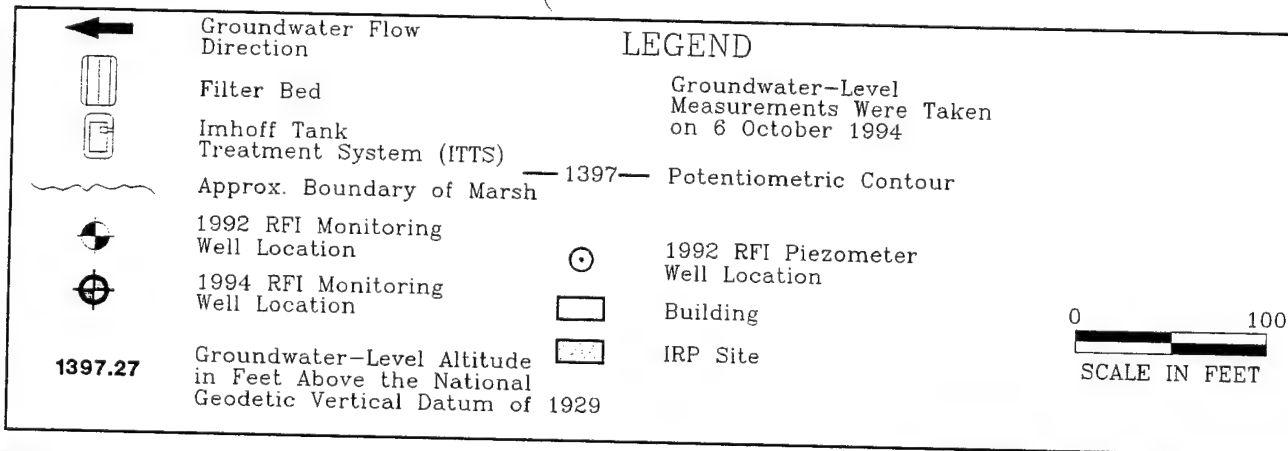 LEGEND
Groundwater Flow
Direction
Filter Bed
Imhoff Tank
Treatment System (ITTS)
Approx. Boundary of Marsh
1992 RFI Monitoring
Well Location
1994 RFI Monitoring
Well Location
1397.27
Groundwater-Level Altitude
in Feet Above the National
Geodetic Vertical Datum of 1929
Groundwater-Level
Measurements Were Taken
on 6 October 1994
1397
Potentiometric Contour
1992 RFI Piezometer
Well Location
Building
IRP Site
0 100
SCALE IN FEET